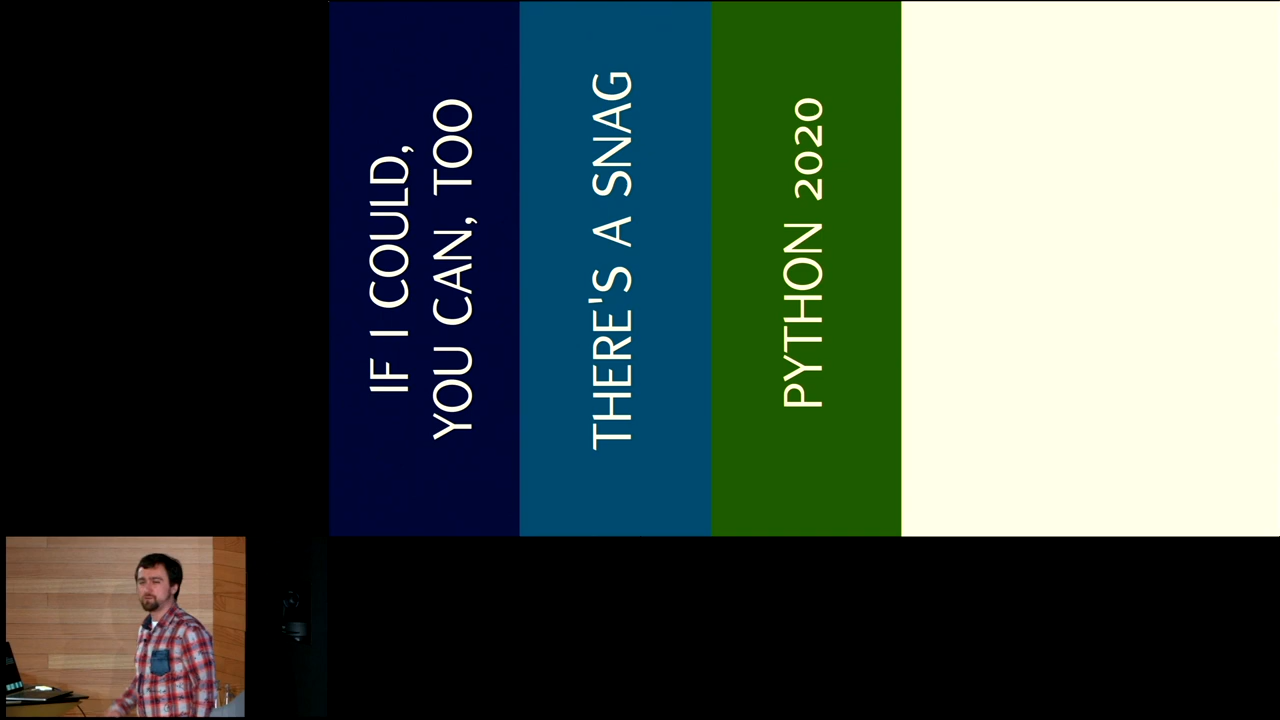 IF I COULD,
YOU CAN, TOO
THERE'S A SNAG
PYTHON 2020